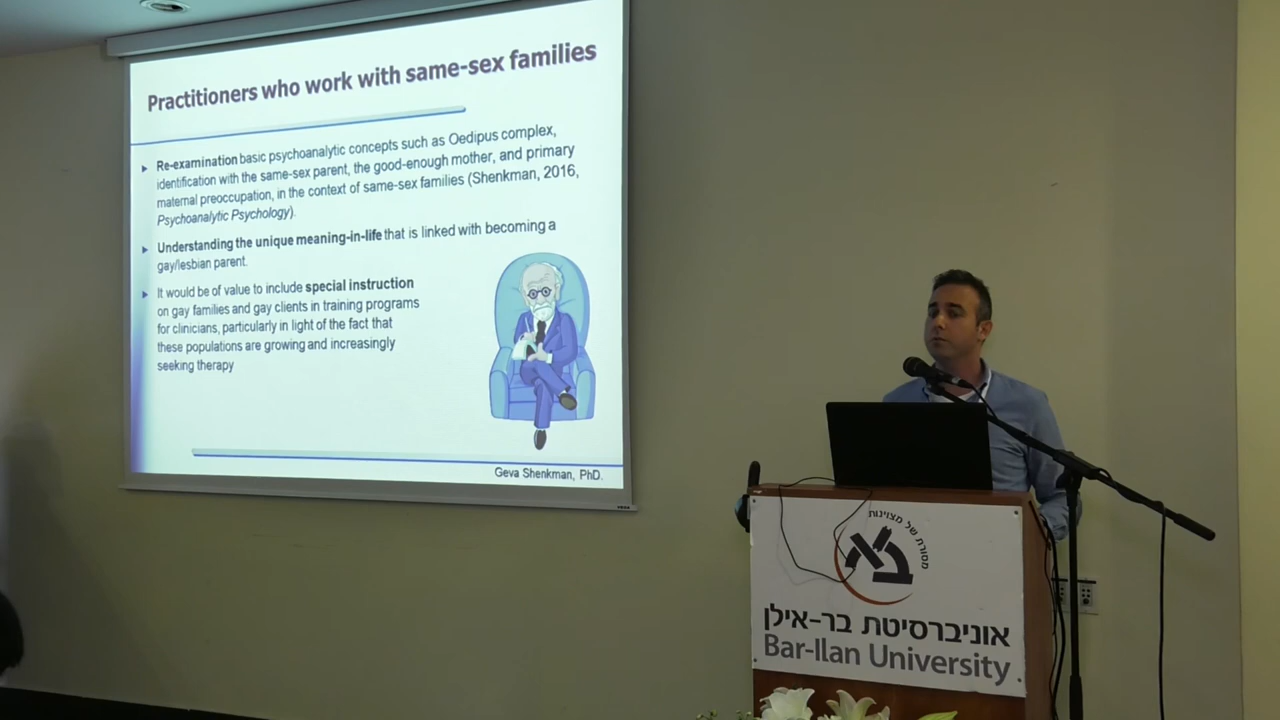 Practitioners who work with same-sex families
Re-examination basic psychoanalytic concepts such as Oedipus complex,
identification with the same-sex parent, the good-enough mother, and primary
maternal preoccupation, in the context of same-sex families (Shenkman, 2016,
Psychoanalytic Psychology).
Understanding the unique meaning-in-life that is linked with becoming a
gay/lesbian parent.
It would be of value to include special instruction
on gay families and gay clients in training programs
for clinicians, particularly in light of the fact that
these populations are growing and increasingly
seeking therapy
Geva Shenkman, PhD.
מסורת של מצוינות
אוניברסיטת בר-אילן
Bar-Ilan University